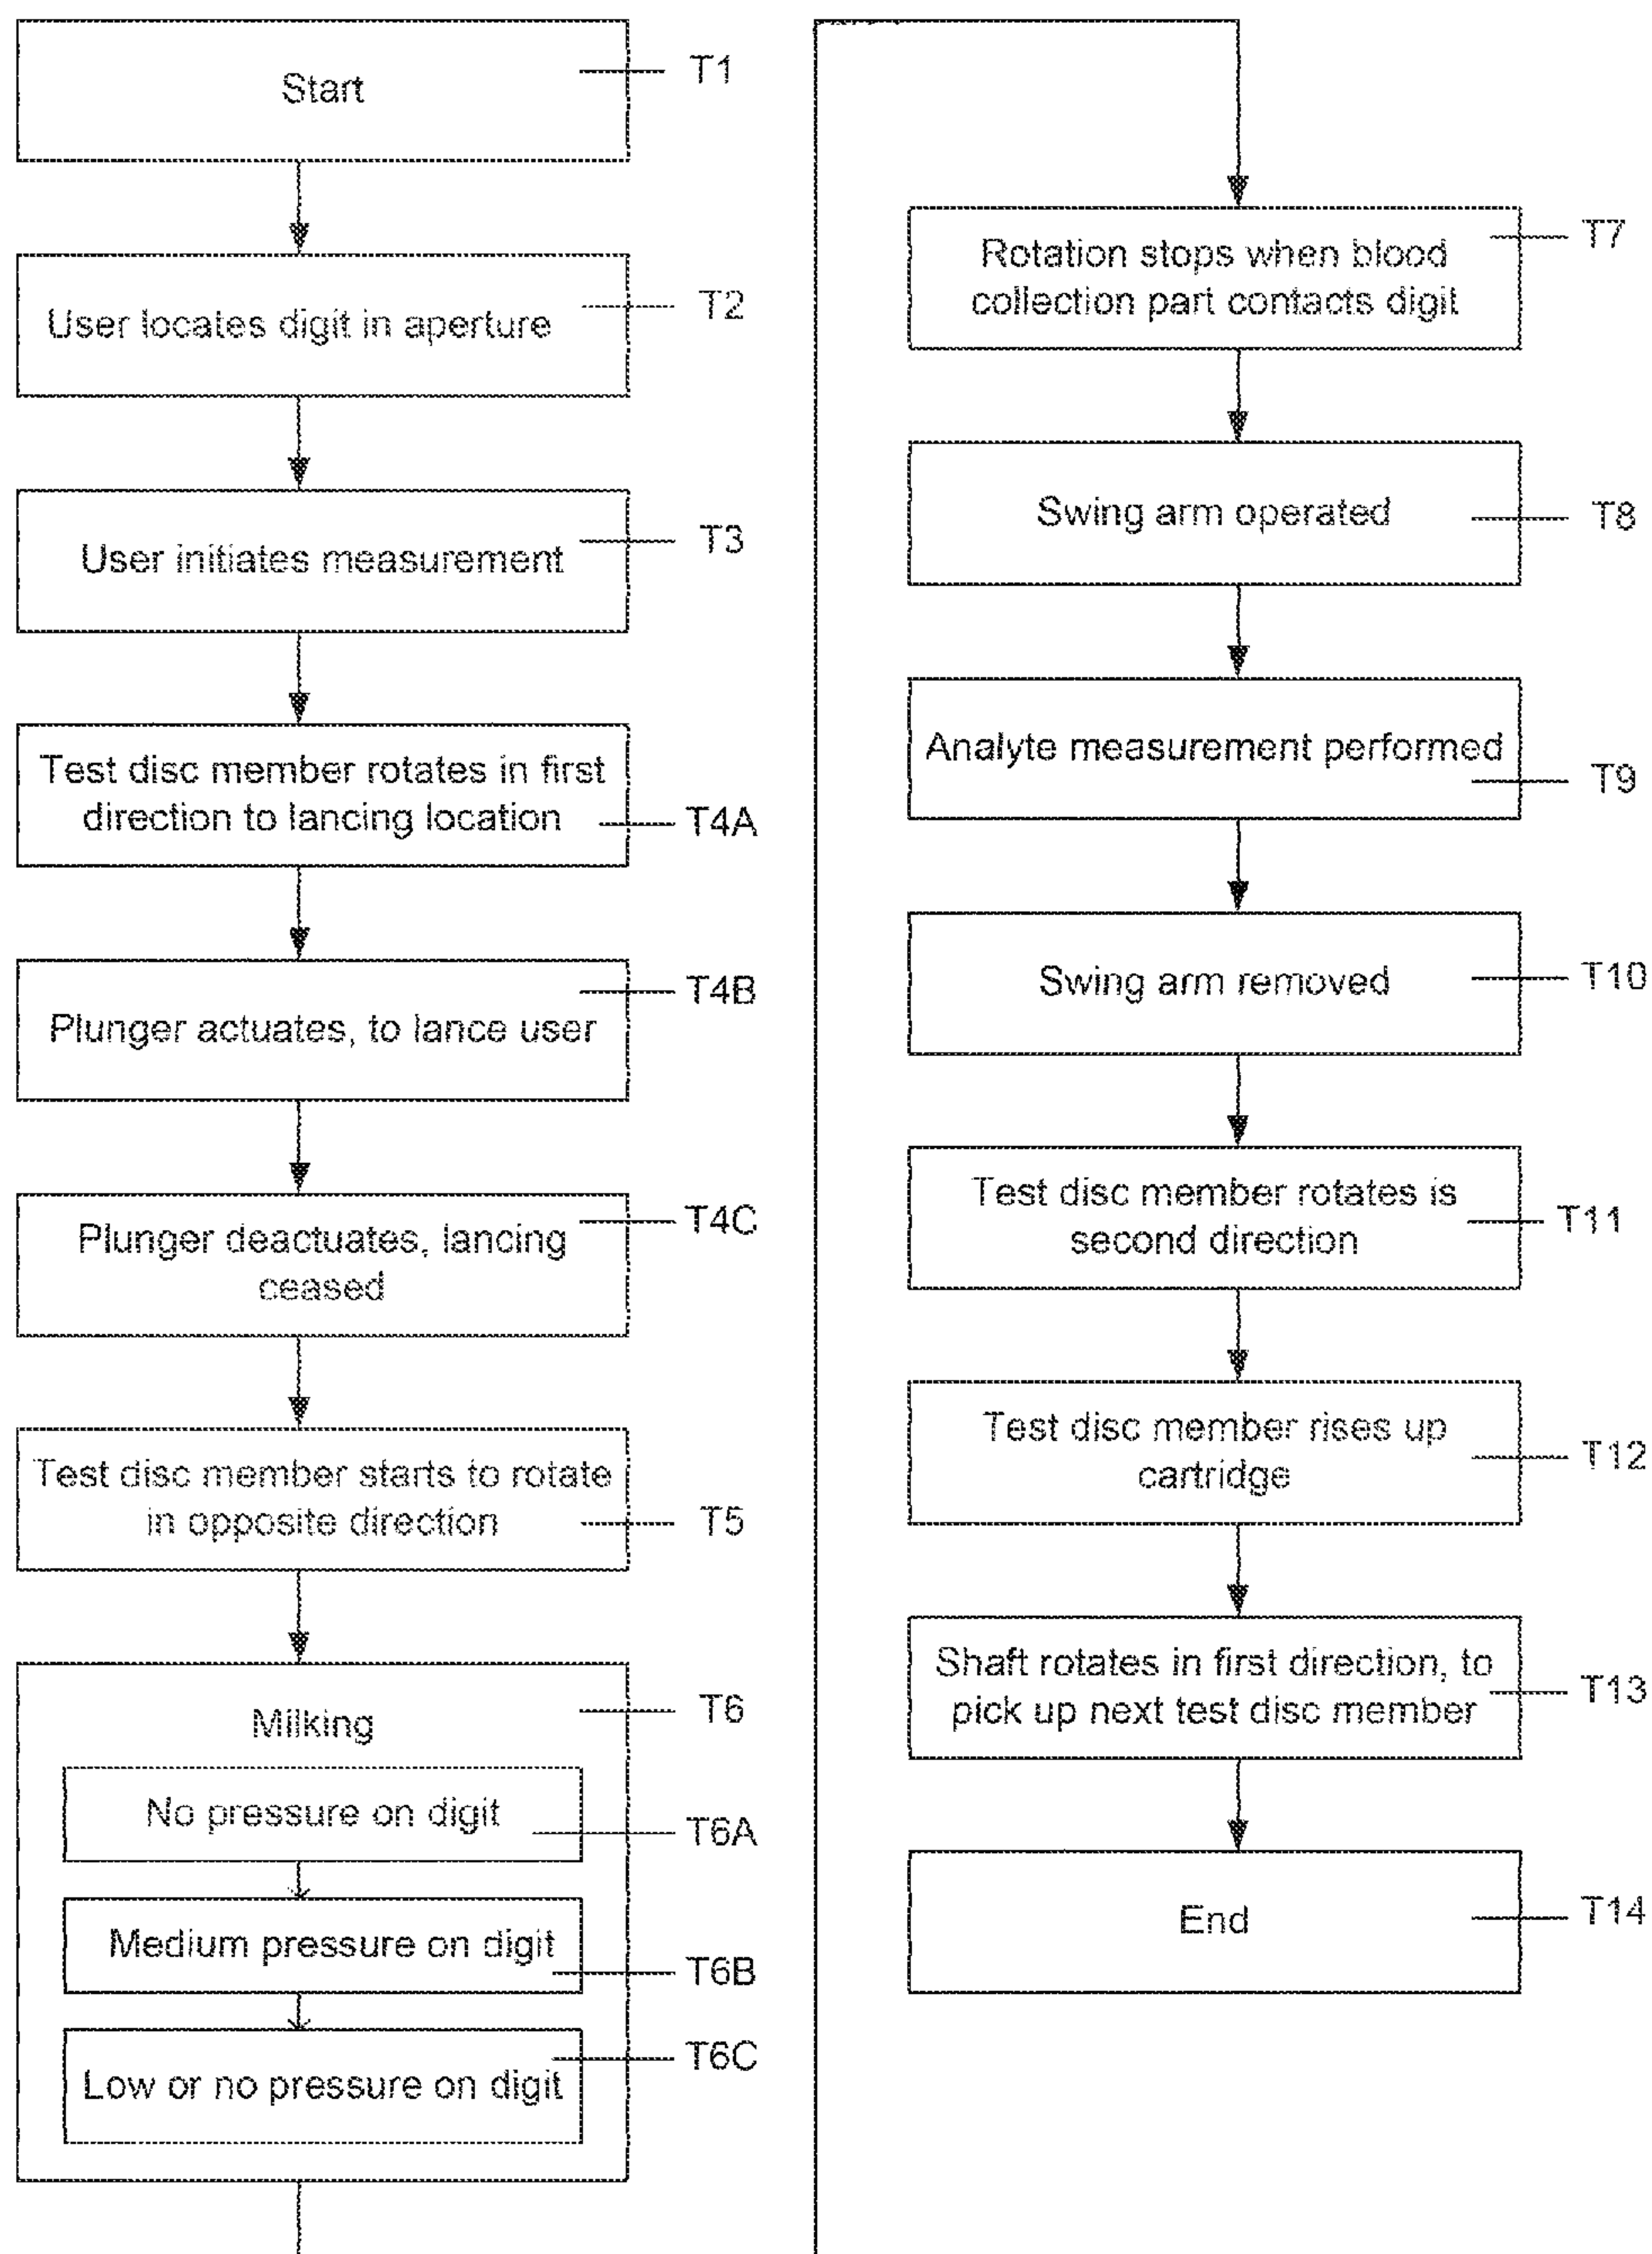 Start
T1
User locates digit in aperture
T2
User initiates measurement
T3
Test disc member rotates in first
direction to lancing location
T4A
Plunger actuates, to lance user
T4B
Plunger deactuates, lancing
ceased
T4C
Test disc member starts to rotate
in opposite direction
T5
Milking
T6
No pressure on digit
T6A
Medium pressure on digit
T6B
Low or no pressure on digit
T6C
Rotation stops when blood
collection part contacts digit
T7
Swing arm operated
T8
Analyte measurement performed
T9
Swing arm removed
T10
Test disc member rotates is
second direction
T11
Test disc member rises up
cartridge
T12
Shaft rotates in first direction, to
pick up next test disc member
T13
End
T14